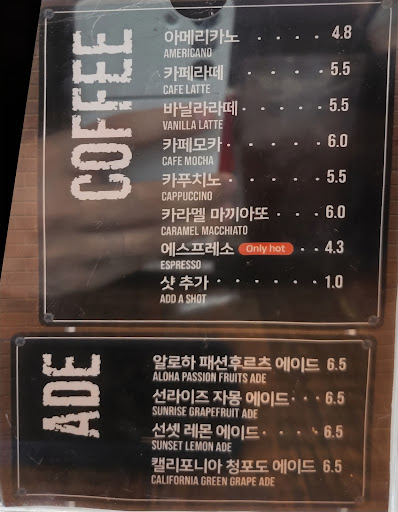 COFFEE
아메리카노 · · · · 4.8
AMERICANO
카페라떼 · · · · 5.5
CAFE LATTE
바닐라라떼 · · · · 5.5
VANILLA LATTE
카페모카 · · · · 6.0
CAFE MOCHA
카푸치노 · · · · · 5.5
CAPPUCCINO
카라멜 마끼아또 · · · 6.0
CARAMEL MACCHIATO
에스프레소 Only hot · · 4.3
ESPRESSO
샷 추가 · · · · · 1.0
ADD A SHOT
ADE
알로하 패션후르츠 에이드 6.5
ALOHA PASSION FRUITS ADE
선라이즈 자몽 에이드 · · · 6.5
SUNRISE GRAPEFRUIT ADE
선셋 레몬 에이드 · · · · 6.5
SUNSET LEMON ADE
캘리포니아 청포도 에이드 6.5
CALIFORNIA GREEN GRAPE ADE